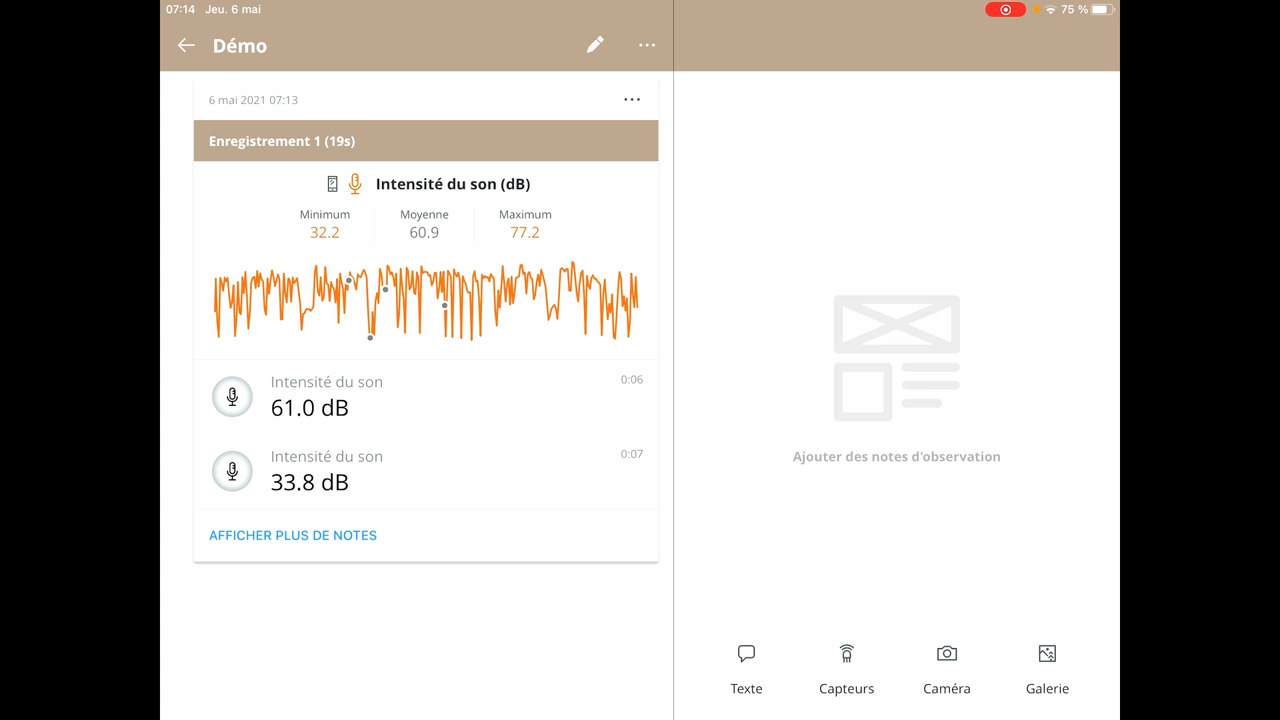 07:14 Jeu. 6 mai
75 %
Démo
6 mai 2021 07:13
Enregistrement 1 (19s)
Intensité du son (dB)
Minimum Moyenne Maximum
32.2 60.9 77.2
Intensité du son 0:06
61.0 dB
Intensité du son 0:07
33.8 dB
AFFICHER PLUS DE NOTES
Ajouter des notes d'observation
Texte Capteurs Caméra Galerie